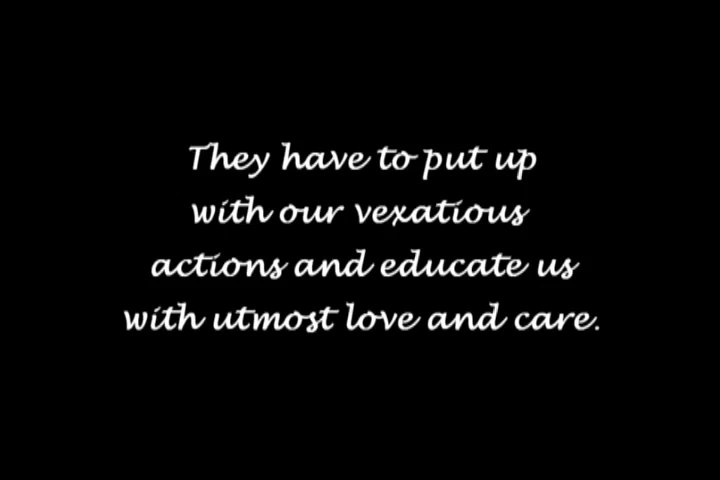 They have to put up
with our vexatious
actions and educate us
with utmost love and care.